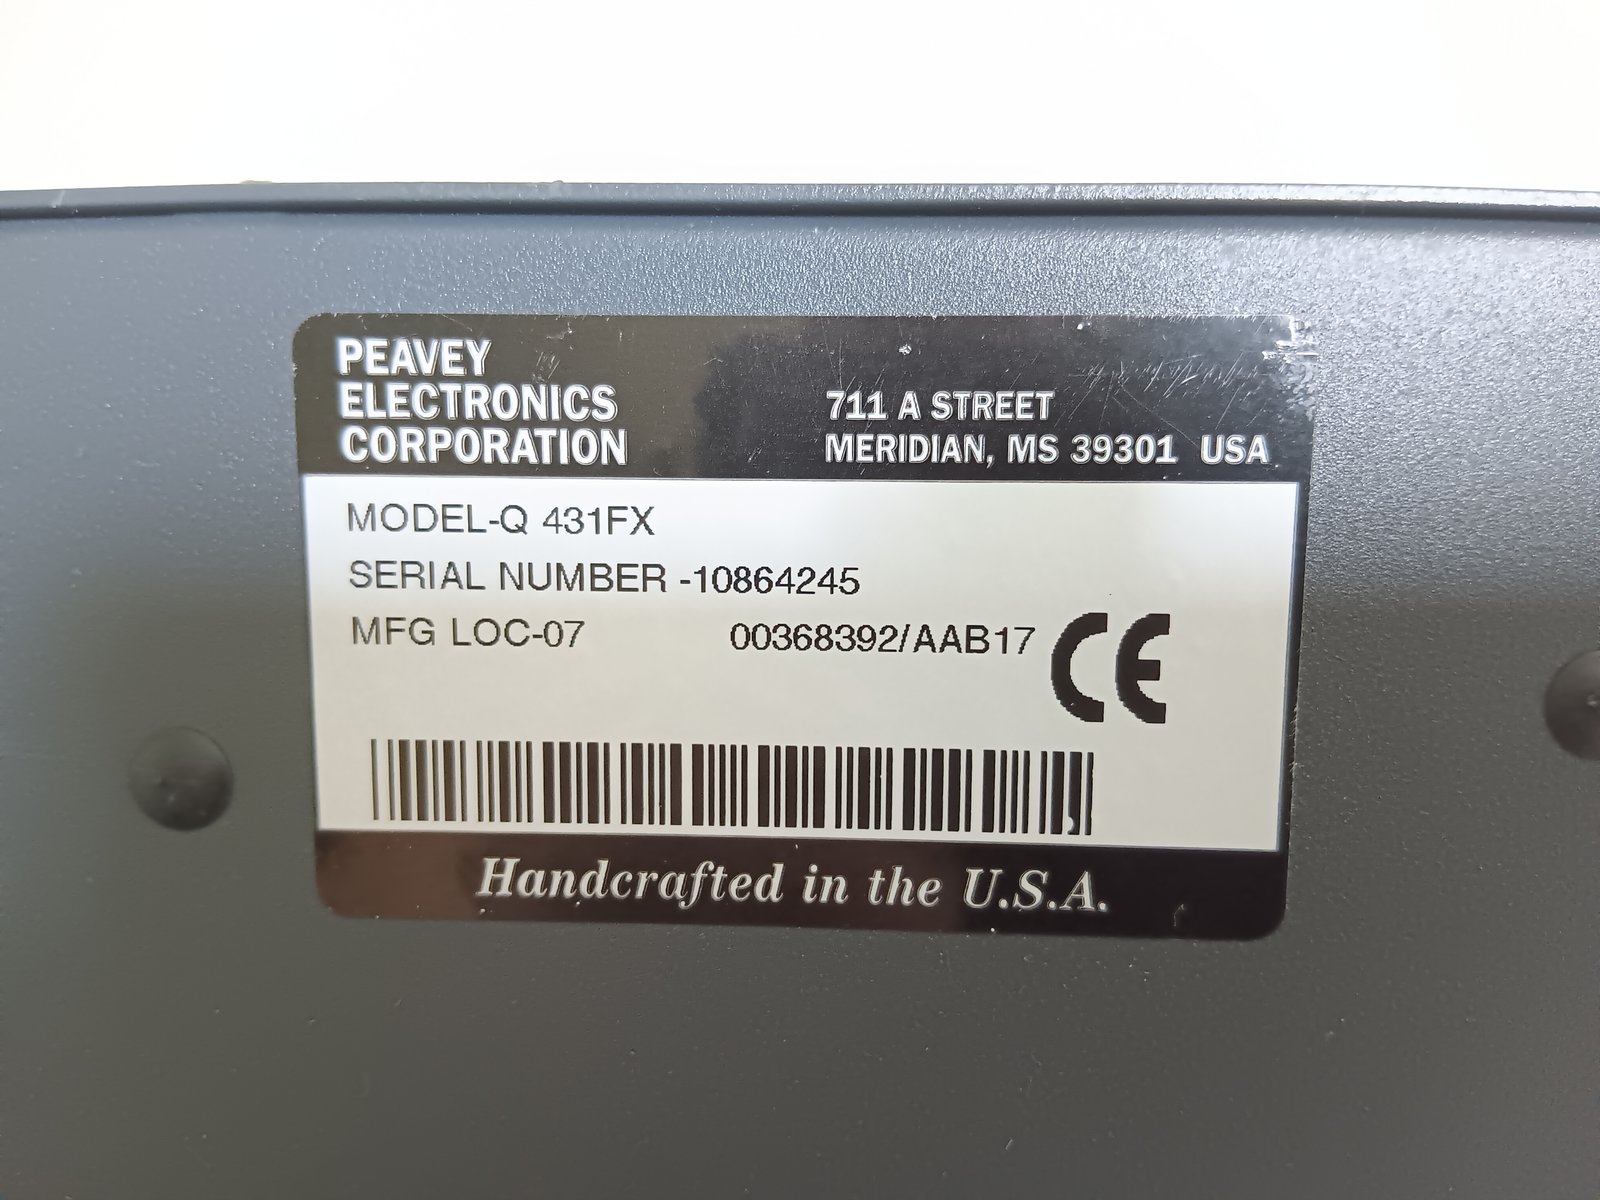 PEAVEY
ELECTRONICS
CORPORATION
711 A STREET
MERIDIAN, MS 39301 USA
MODEL-Q 431FX
SERIAL NUMBER -10864245
MFG LOC-07 00368392/AAB17 CE
Handcrafted in the U.S.A.